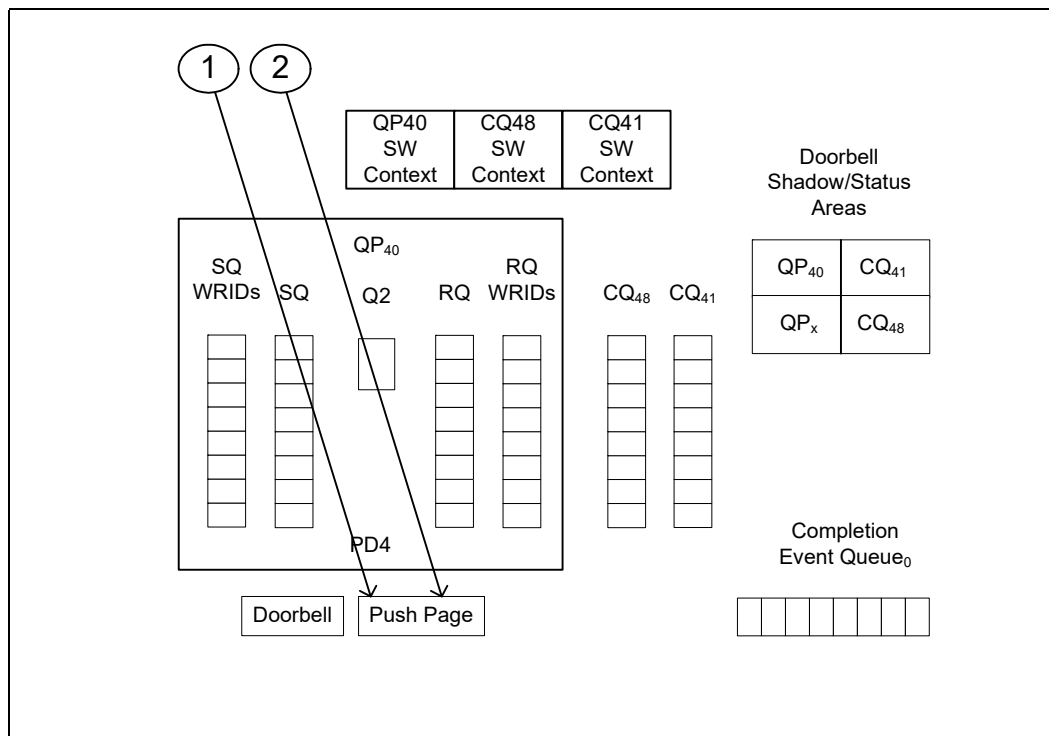 1
2
QP40
SW
Context
CQ48
SW
Context
CQ41
SW
Context
Doorbell
Shadow/Status
Areas
QP40
CQ41
QPx
CQ48
QP40
SQ
WRIDs
SQ
Q2
RQ
RQ
WRIDs
CQ48
CQ41
PD4
Doorbell
Push Page
Completion
Event Queue0